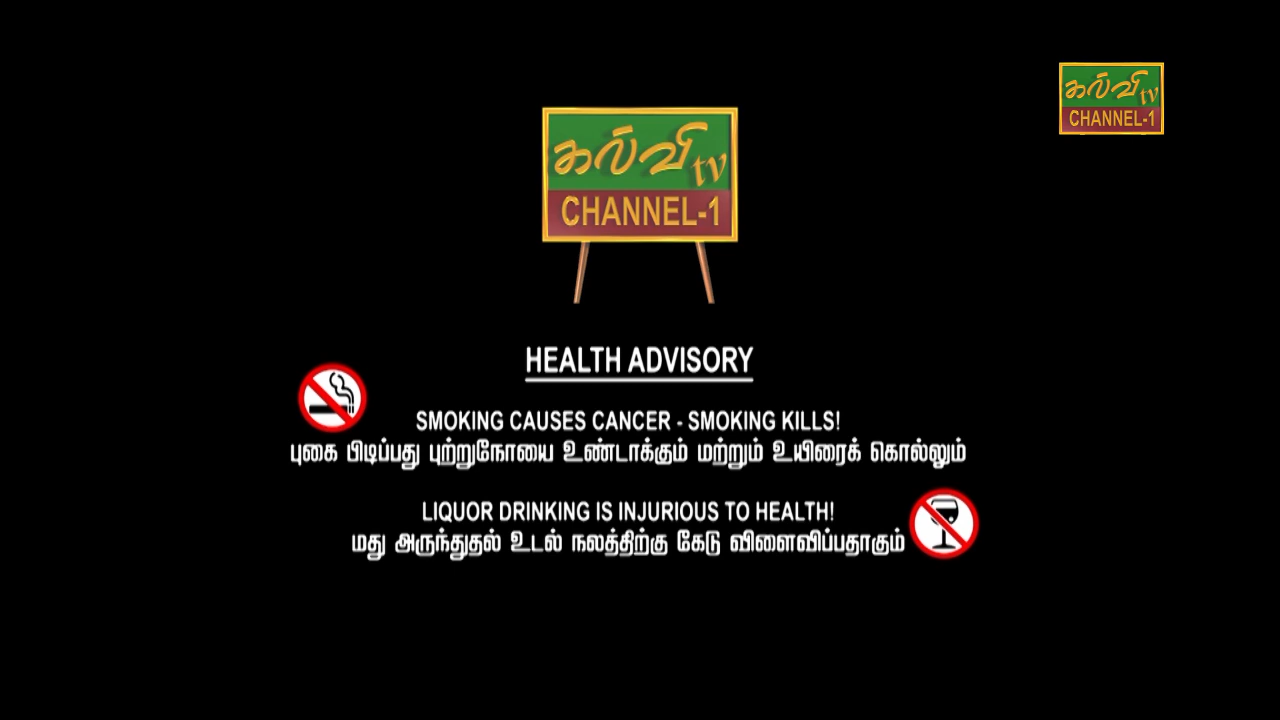 கல்வி tv
CHANNEL-1
கல்வி tv
CHANNEL-1
HEALTH ADVISORY
SMOKING CAUSES CANCER - SMOKING KILLS!
புகை பிடிப்பது புற்றுநோயை உண்டாக்கும் மற்றும் உயிரைக் கொல்லும்
LIQUOR DRINKING IS INJURIOUS TO HEALTH!
மது அருந்துதல் உடல் நலத்திற்கு கேடு விளைவிப்பதாகும்